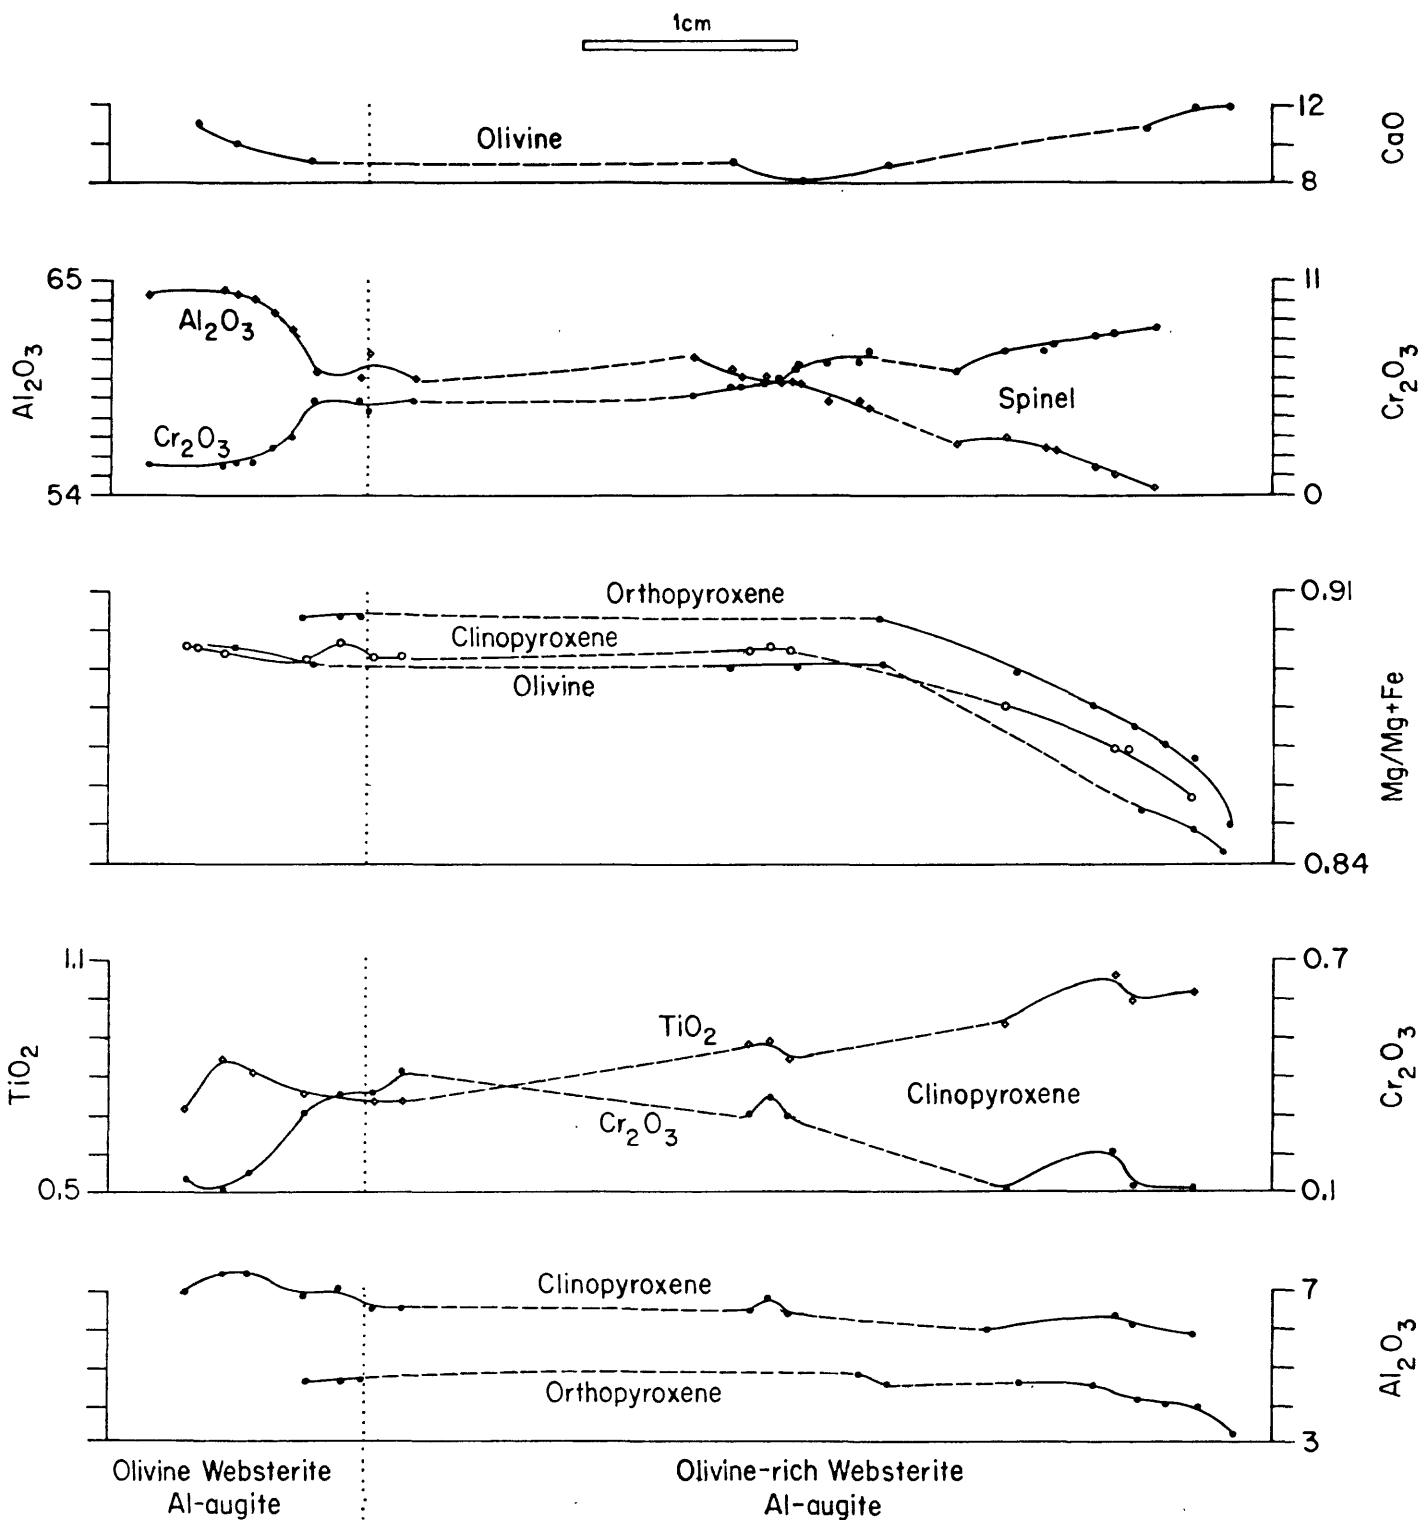 1cm
Olivine
12
8
CaO
65
54
Al₂O₃
Al₂O₃
Cr₂O₃
Spinel
11
0
Cr₂O₃
Orthopyroxene
Clinopyroxene
Olivine
0.91
0.84
Mg/Mg+Fe
1.1
0.5
TiO₂
TiO₂
Cr₂O₃
Clinopyroxene
0.7
0.1
Cr₂O₃
Clinopyroxene
Orthopyroxene
7
3
Al₂O₃
Olivine Websterite
Al-augite
Olivine-rich Websterite
Al-augite